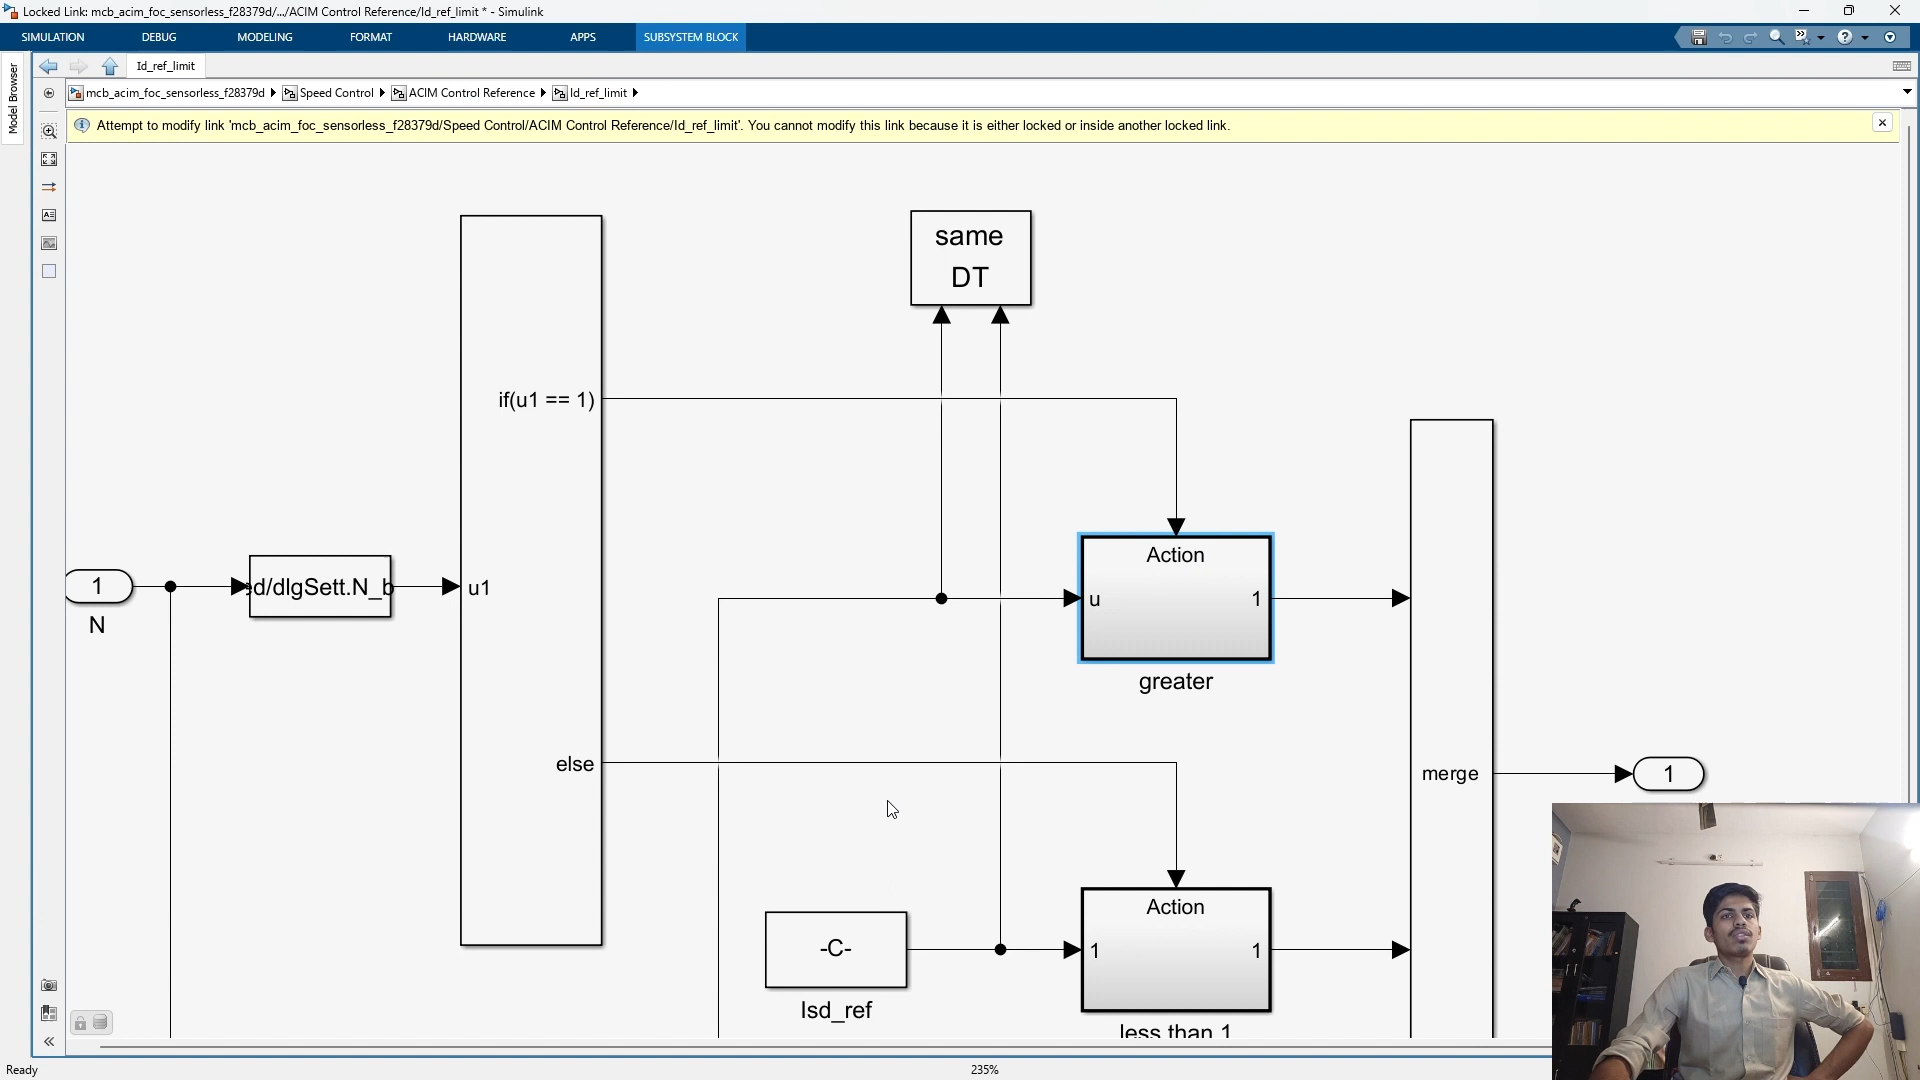 Locked Link: mcb_acim_foc_sensorless_f28379d/.../ACIM Control Reference/Id_ref_limit * - Simulink
SIMULATION DEBUG MODELING FORMAT HARDWARE APPS SUBSYSTEM BLOCK
Model Browser
Id_ref_limit
mcb_acim_foc_sensorless_f28379d Speed Control ACIM Control Reference Id_ref_limit
Attempt to modify link 'mcb_acim_foc_sensorless_f28379d/Speed Control/ACIM Control Reference/Id_ref_limit'. You cannot modify this link because it is either locked or inside another locked link.
same
DT
if(u1 == 1)
Action
1
N
d/dlgSett.N_b
u1
u
1
greater
else
merge
1
Action
-C-
1
1
Isd_ref
less than 1
Ready
235%